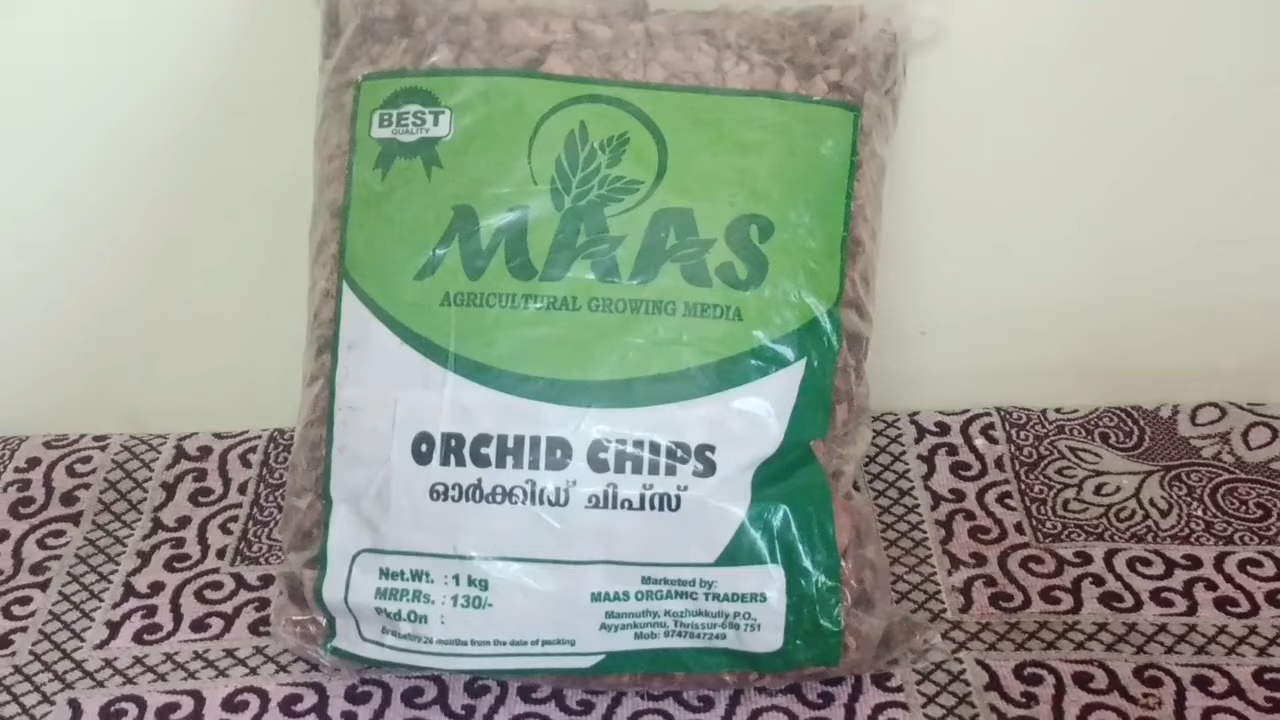 BEST
QUALITY
MAAS
AGRICULTURAL GROWING MEDIA
ORCHID CHIPS
ഓർക്കിഡ് ചിപ്സ്
Net.Wt. : 1 kg
MRP.Rs. : 130/-
Pkd.On :
Best before 24 months from the date of packing
Marketed by:
MAAS ORGANIC TRADERS
Mannuthy, Kozhukkully P.O.,
Ayyankunnu, Thrissur-680 751
Mob: 9747847249